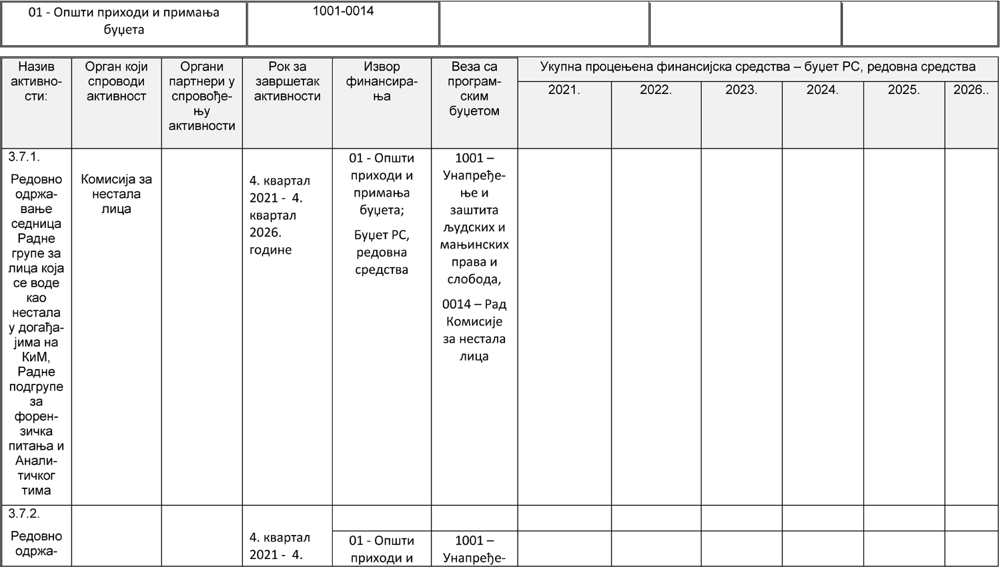 01 - Општи приходи и примања
буџета
1001-0014
Назив
активно-
сти:
Орган који
спроводи
активност
Органи
партнери у
спровође-
њу
активности
Рок за
завршетак
активности
Извор
финансира-
ња
Веза са
програм-
ским
буџетом
Укупна процењена финансијска средства – буџет РС, редовна средства
2021.
2022..
2023.
2024.
2025.
2026..
3.7.1.
Редовно
одржа-
вање
седница
Радне
групе за
лица која
се воде
као
нестала
у догађа-
јима на
КиМ,
Радне
подгрупе
за
форен-
зичка
питања и
Анали-
тичког
тима
Комисија за
нестала
лица
4. квартал
2021 - 4.
квартал
2026.
године
01 - Општи
приходи и
примања
буџета;
Буџет РС,
редовна
средства
1001 –
Унапређе-
ње и
заштита
људских и
мањинских
права и
слобода,
0014 – Рад
Комисије
за нестала
лица
3.7.2.
Редовно
одржа-
4. квартал
2021 - 4.
01 - Општи
приходи и
1001 –
Унапређе-